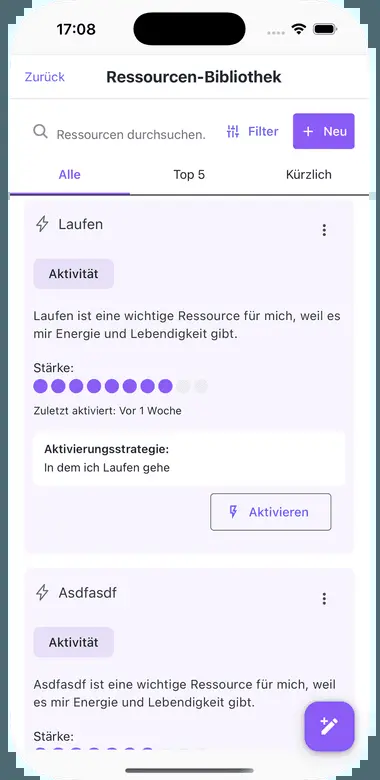 17:08
Zurück
Ressourcen-Bibliothek
Ressourcen durchsuchen.
Filter
+ Neu
Alle
Top 5
Kürzlich
Laufen
Aktivität
Laufen ist eine wichtige Ressource für mich, weil es
mir Energie und Lebendigkeit gibt.
Stärke:
Zuletzt aktiviert: Vor 1 Woche
Aktivierungsstrategie:
In dem ich Laufen gehe
Aktivieren
Asdfasdf
Aktivität
Asdfasdf ist eine wichtige Ressource für mich, weil
es mir Energie und Lebendigkeit gibt.
Stärke: